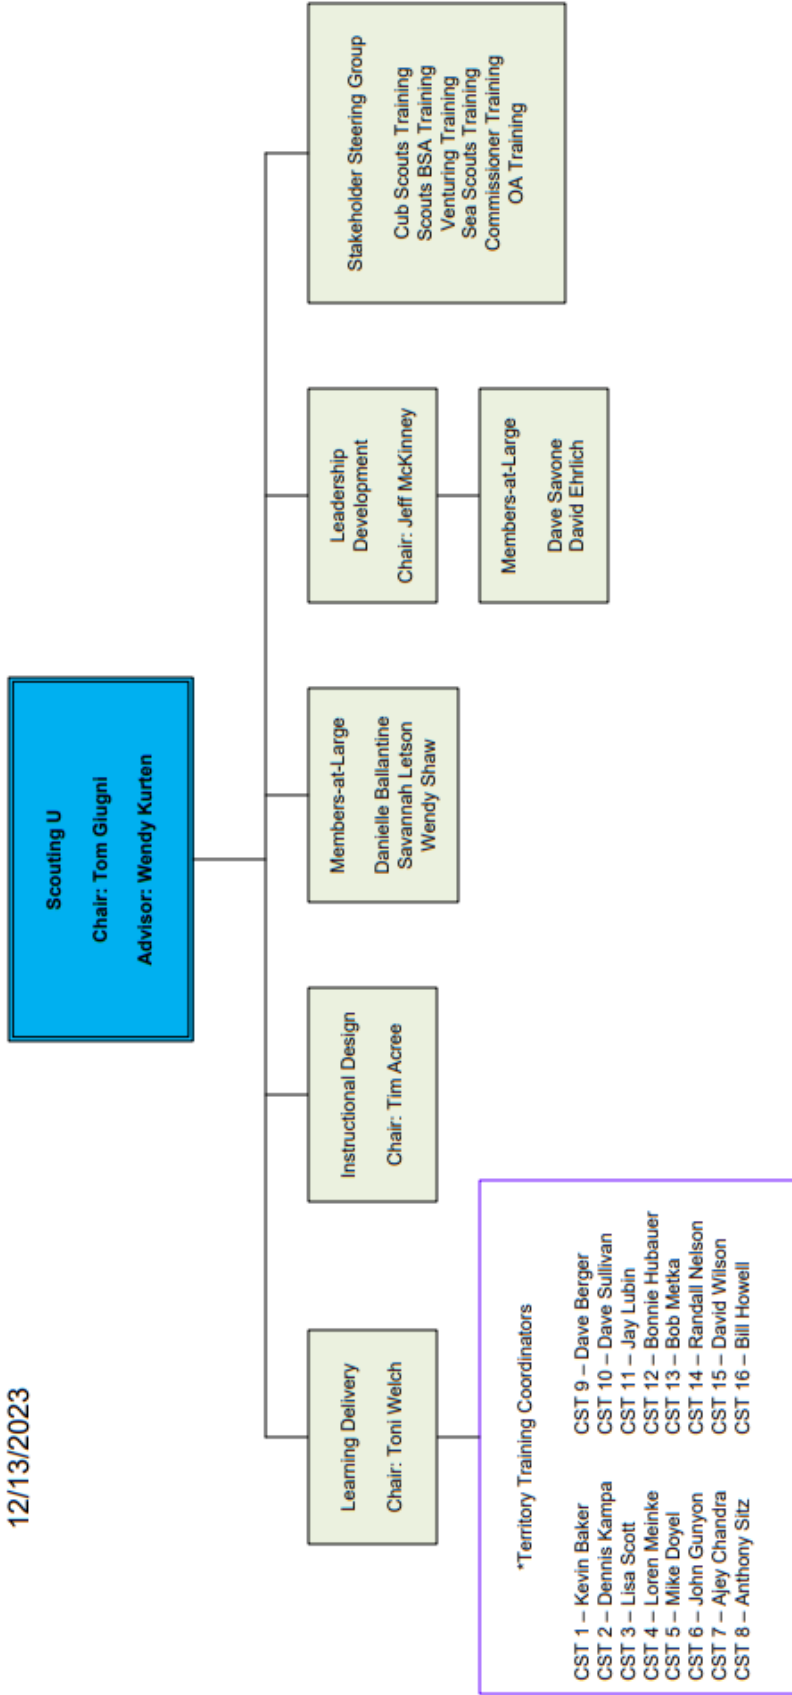 12/13/2023
Scouting U
Chair: Tom Giugni
Advisor: Wendy Kurten
Learning Delivery
Chair: Toni Welch
*Territory Training Coordinators
CST 1 – Kevin Baker
CST 2 – Dennis Kampa
CST 3 – Lisa Scott
CST 4 – Loren Meinke
CST 5 – Mike Doyel
CST 6 – John Gunyon
CST 7 – Ajey Chandra
CST 8 – Anthony Sitz
CST 9 – Dave Berger
CST 10 – Dave Sullivan
CST 11 – Jay Lubin
CST 12 – Bonnie Hubauer
CST 13 – Bob Metka
CST 14 – Randall Nelson
CST 15 – David Wilson
CST 16 – Bill Howell
Instructional Design
Chair: Tim Acree
Members-at-Large
Danielle Ballantine
Savannah Letson
Wendy Shaw
Leadership
Development
Chair: Jeff McKinney
Members-at-Large
Dave Savone
David Ehrlich
Stakeholder Steering Group
Cub Scouts Training
Scouts BSA Training
Venturing Training
Sea Scouts Training
Commissioner Training
OA Training